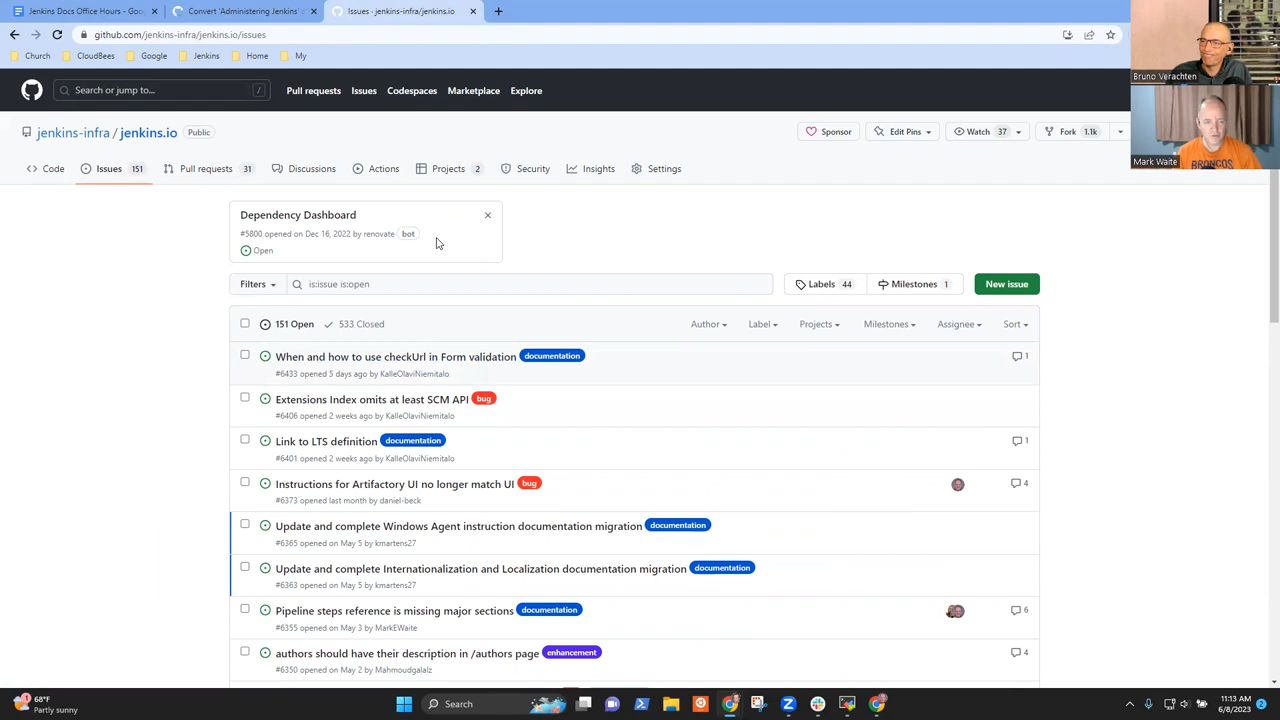 Jenkins Docs Office Hours - Goo
Convert 'Administering Jenkins'
Issues · jenkins-infra/jenkins.io
github.com/jenkins-infra/jenkins.io/issues
Church
CloudBees
Google
Jenkins
Home
My
Bruno Verachten
Search or jump to...
/
Pull requests
Issues
Codespaces
Marketplace
Explore
jenkins-infra / jenkins.io
Public
Sponsor
Edit Pins
Watch 37
Fork 1.1k
BRONCOS
Mark Waite
Code
Issues 151
Pull requests 31
Discussions
Actions
Projects 2
Security
Insights
Settings
Dependency Dashboard
#5800 opened on Dec 16, 2022 by renovate bot
Open
Filters
is:issue is:open
Labels 44
Milestones 1
New issue
151 Open
533 Closed
Author
Label
Projects
Milestones
Assignee
Sort
When and how to use checkUrl in Form validation documentation
1
#6433 opened 5 days ago by KalleOlaviNiemitalo
Extensions Index omits at least SCM API bug
#6406 opened 2 weeks ago by KalleOlaviNiemitalo
Link to LTS definition documentation
1
#6401 opened 2 weeks ago by KalleOlaviNiemitalo
Instructions for Artifactory UI no longer match UI bug
4
#6373 opened last month by daniel-beck
Update and complete Windows Agent instruction documentation migration documentation
#6365 opened on May 5 by kmartens27
Update and complete Internationalization and Localization documentation migration documentation
#6363 opened on May 5 by kmartens27
Pipeline steps reference is missing major sections documentation
6
#6355 opened on May 3 by MarkEWaite
authors should have their description in /authors page enhancement
4
#6350 opened on May 2 by Mahmoudgalalz
68°F
Partly sunny
Search
11:13 AM
6/8/2023
2